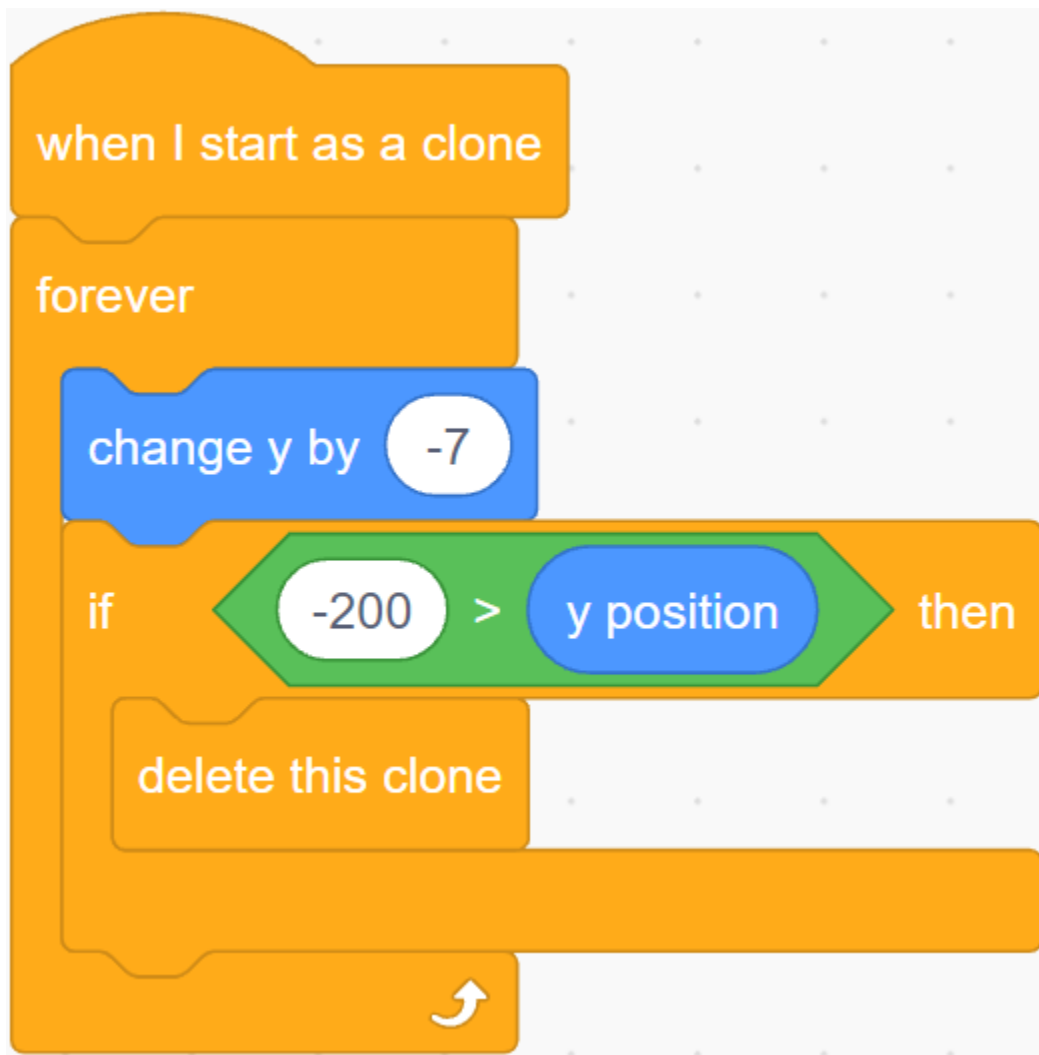 when I start as a clone
forever
change y by -7
if -200 > y position then
delete this clone